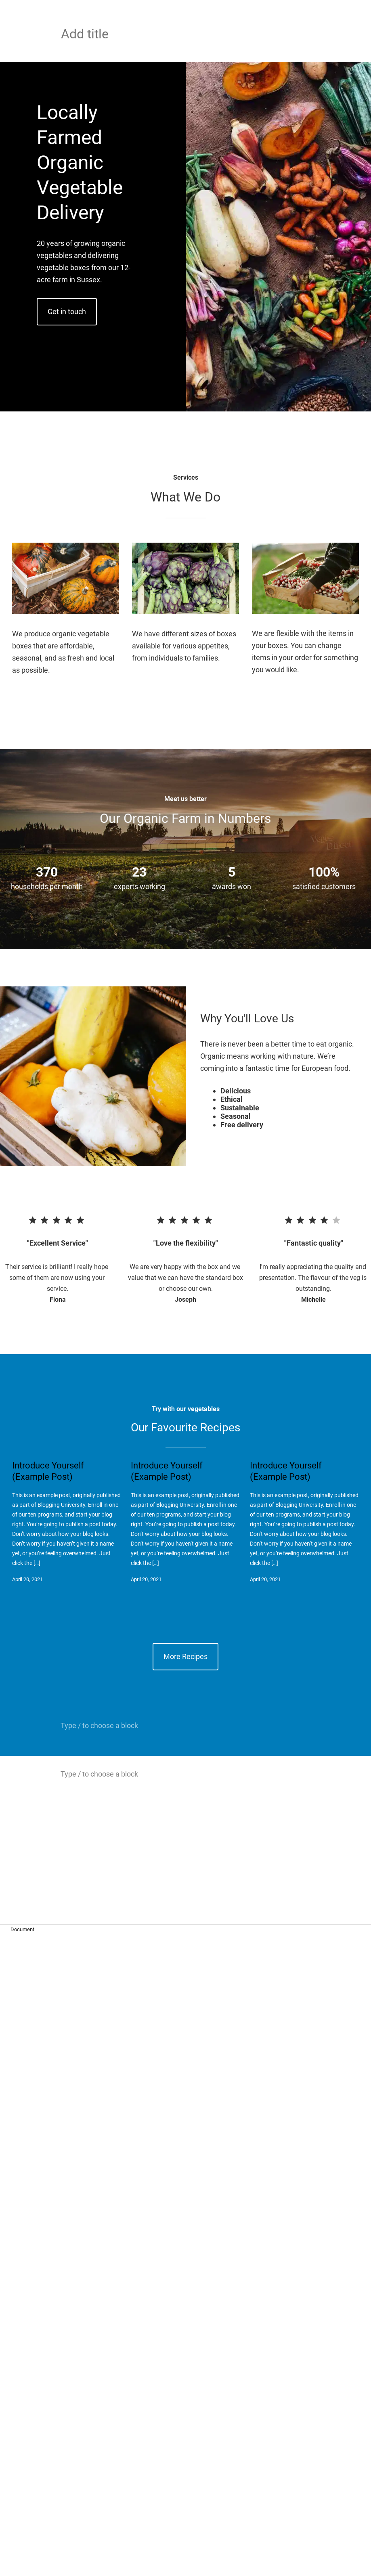 Add title
Locally
Farmed
Organic
Vegetable
Delivery
20 years of growing organic
vegetables and delivering
vegetable boxes from our 12-
acre farm in Sussex.
Get in touch
Services
What We Do
We produce organic vegetable
boxes that are affordable,
seasonal, and as fresh and local
as possible.
We have different sizes of boxes
available for various appetites,
from individuals to families.
We are flexible with the items in
your boxes. You can change
items in your order for something
you would like.
Meet us better
Our Organic Farm in Numbers
370
households per month
23
experts working
5
awards won
100%
satisfied customers
Why You'll Love Us
There is never been a better time to eat organic.
Organic means working with nature. We're
coming into a fantastic time for European food.
• Delicious
• Ethical
• Sustainable
• Seasonal
• Free delivery
"Excellent Service"
Their service is brilliant! I really hope
some of them are now using your
service.
Fiona
"Love the flexibility"
We are very happy with the box and we
value that we can have the standard box
or choose our own.
Joseph
"Fantastic quality"
I'm really appreciating the quality and
presentation. The flavour of the veg is
outstanding.
Michelle
Try with our vegetables
Our Favourite Recipes
Introduce Yourself
(Example Post)
This is an example post, originally published
as part of Blogging University. Enroll in one
of our ten programs, and start your blog
right. You're going to publish a post today.
Don't worry about how your blog looks.
Don't worry if you haven't given it a name
yet, or you're feeling overwhelmed. Just
click the […]
April 20, 2021
Introduce Yourself
(Example Post)
This is an example post, originally published
as part of Blogging University. Enroll in one
of our ten programs, and start your blog
right. You're going to publish a post today.
Don't worry about how your blog looks.
Don't worry if you haven't given it a name
yet, or you're feeling overwhelmed. Just
click the […]
April 20, 2021
Introduce Yourself
(Example Post)
This is an example post, originally published
as part of Blogging University. Enroll in one
of our ten programs, and start your blog
right. You're going to publish a post today.
Don't worry about how your blog looks.
Don't worry if you haven't given it a name
yet, or you're feeling overwhelmed. Just
click the […]
April 20, 2021
More Recipes
Type / to choose a block
Type / to choose a block
Document